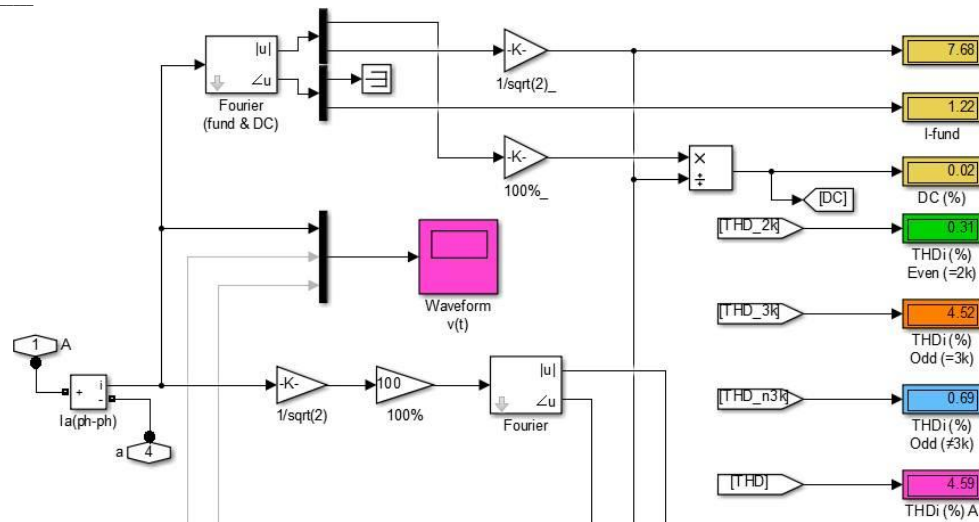 |u|
∠u
Fourier
(fund & DC)
-K-
1/sqrt(2)_
7.68
1.22
I-fund
-K-
100%_
×
÷
0.02
DC (%)
[DC]
[THD_2k]
0.31
THDi (%)
Even (=2k)
Waveform
v(t)
[THD_3k]
4.52
THDi (%)
Odd (=3k)
1
A
+
i
-
Ia(ph-ph)
a
4
-K-
1/sqrt(2)
100
100%
|u|
∠u
Fourier
[THD_n3k]
0.69
THDi (%)
Odd (≠3k)
[THD]
4.59
THDi (%) A